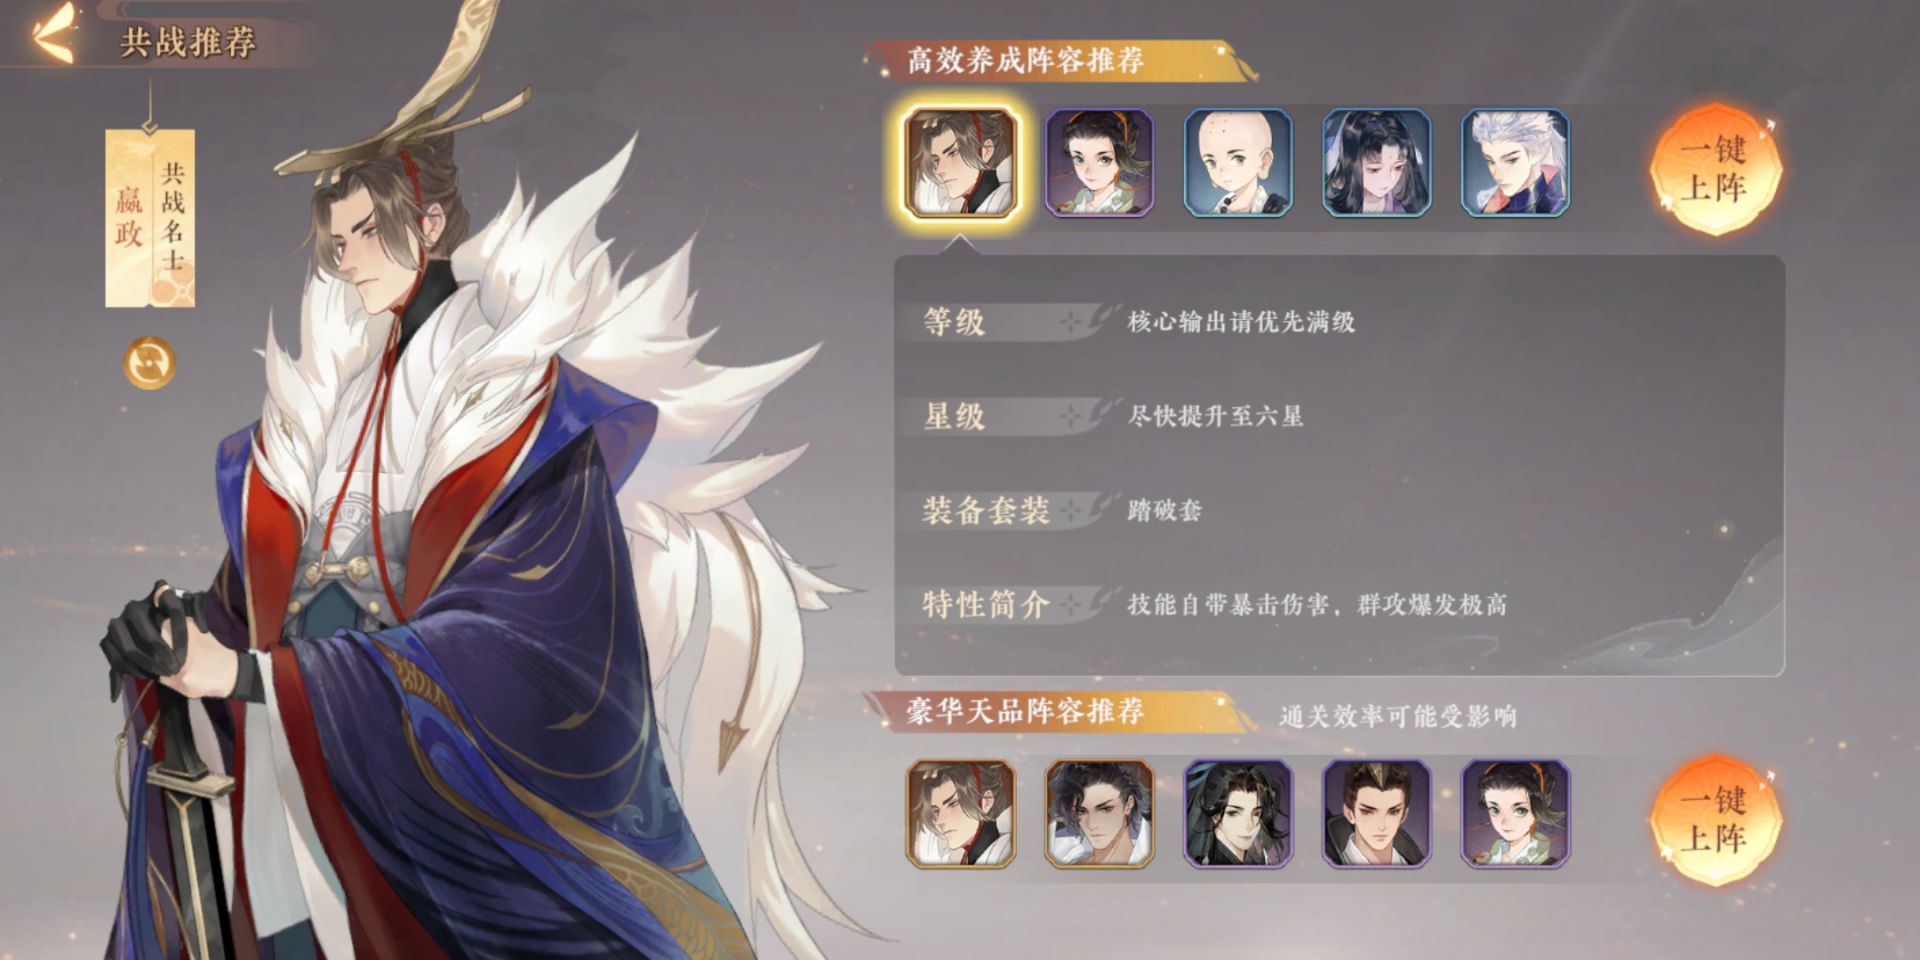 共战推荐
共战名士
嬴政
高效养成阵容推荐
一键
上阵
等级
核心输出请优先满级
星级
尽快提升至六星
装备套装
踏破套
特性简介
技能自带暴击伤害，群攻爆发极高
豪华天品阵容推荐
通关效率可能受影响
一键
上阵